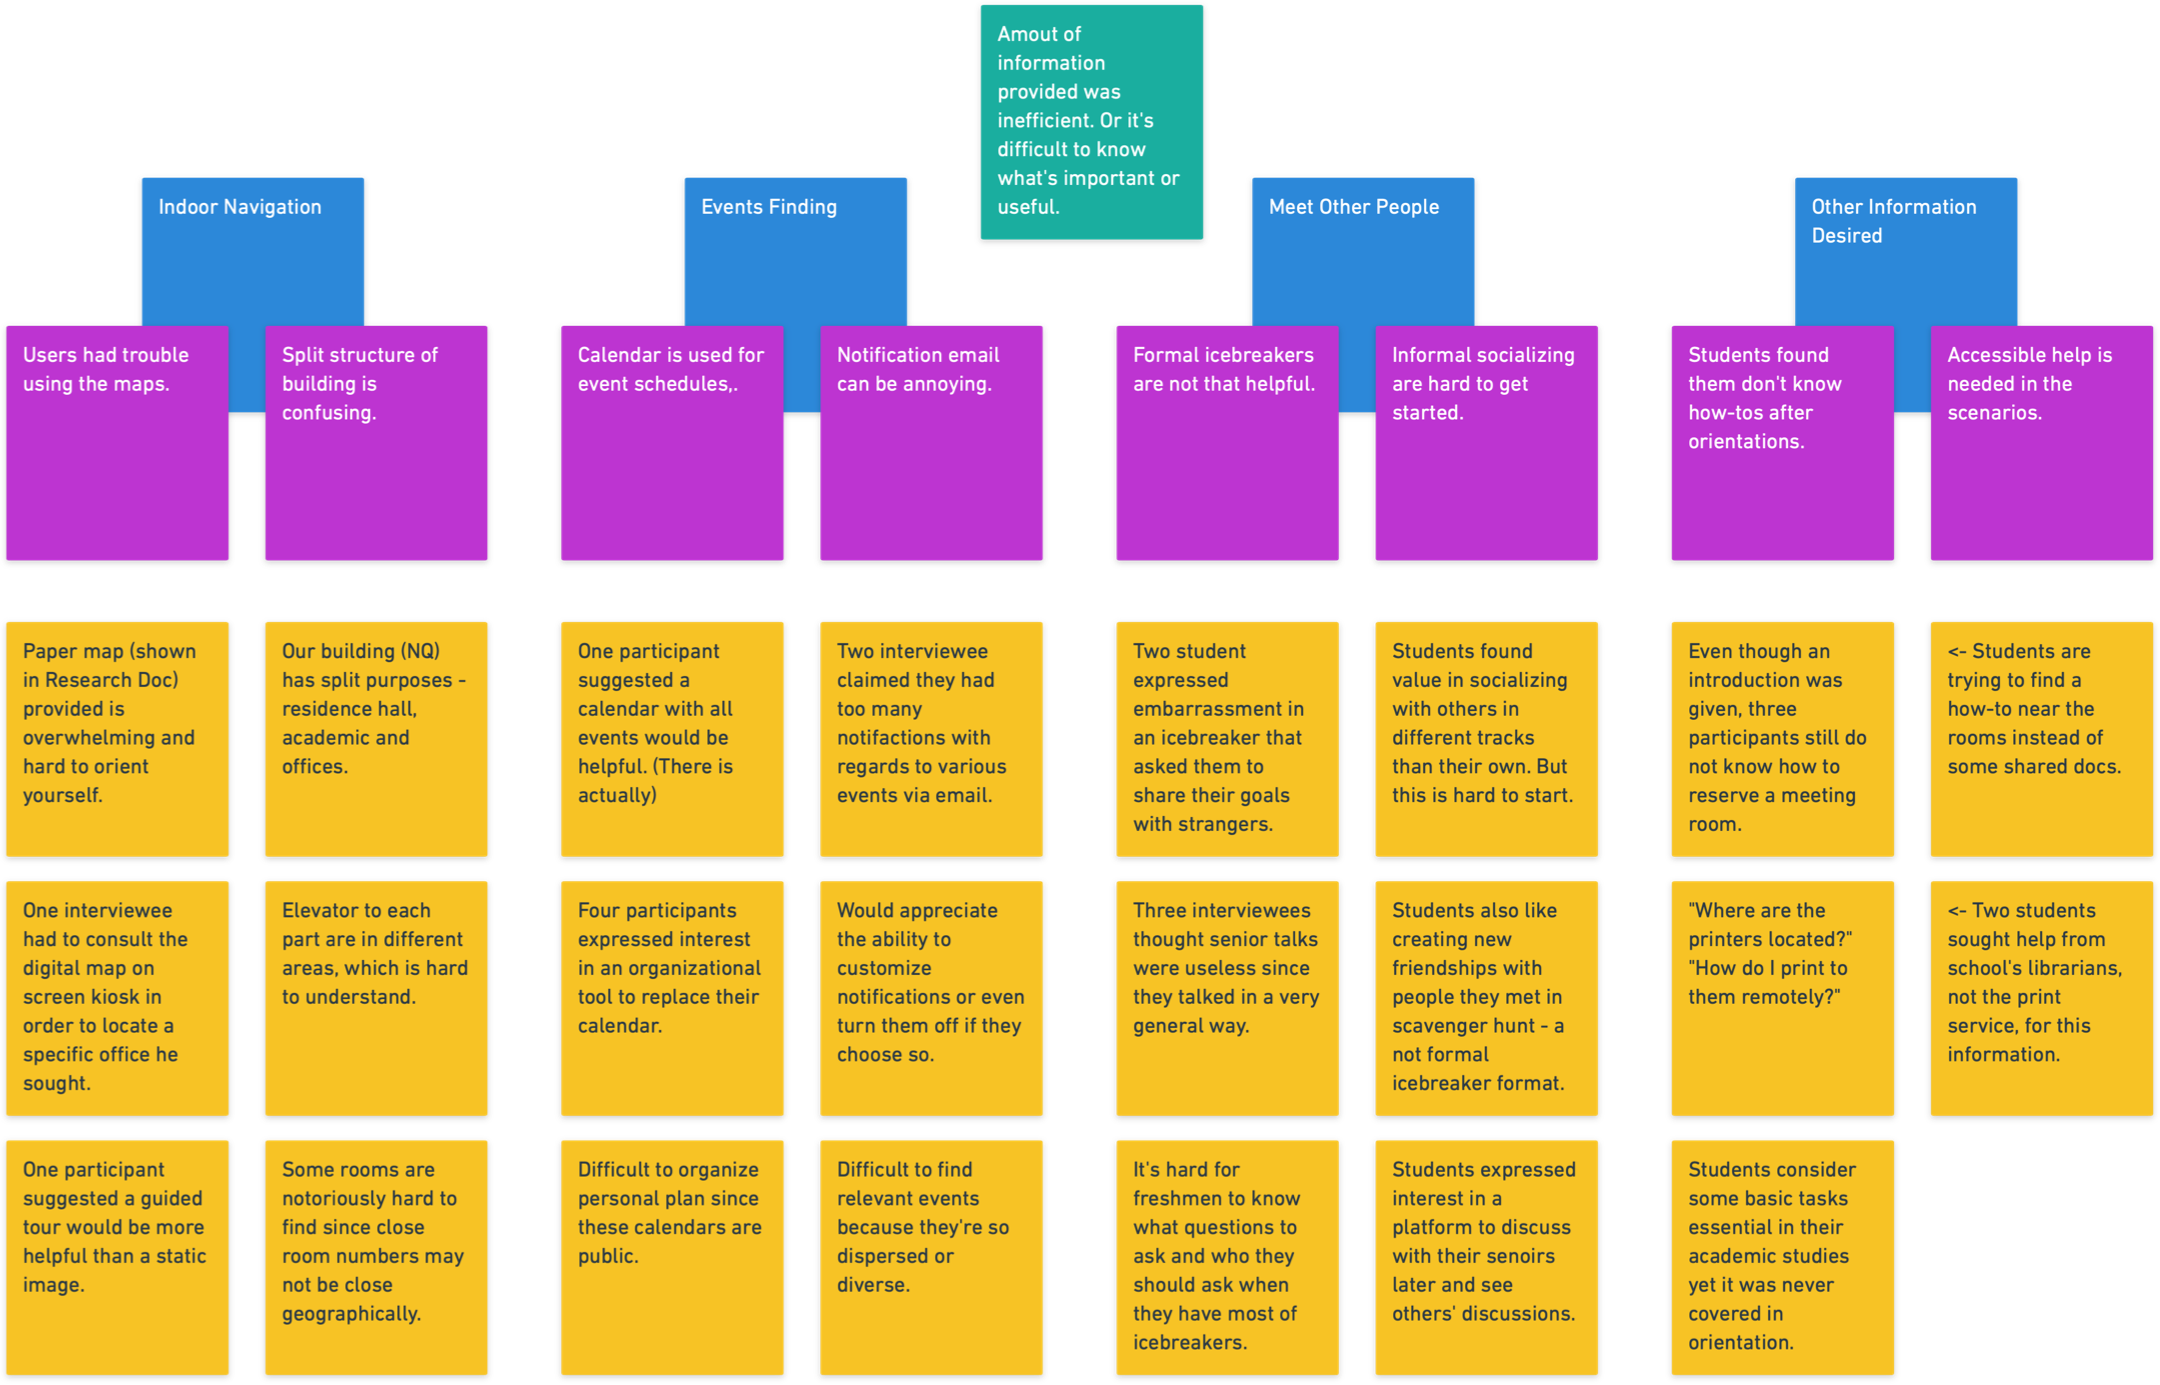 Amout of
information
provided was
inefficient. Or it's
difficult to know
what's important or
useful.
Indoor Navigation
Events Finding
Meet Other People
Other Information
Desired
Users had trouble
using the maps.
Split structure of
building is
confusing.
Calendar is used for
event schedules,.
Notification email
can be annoying.
Formal icebreakers
are not that helpful.
Informal socializing
are hard to get
started.
Students found
them don't know
how-tos after
orientations.
Accessible help is
needed in the
scenarios.
Paper map (shown
in Research Doc)
provided is
overwhelming and
hard to orient
yourself.
Our building (NQ)
has split purposes -
residence hall,
academic and
offices.
One participant
suggested a
calendar with all
events would be
helpful. (There is
actually)
Two interviewee
claimed they had
too many
notifactions with
regards to various
events via email.
Two student
expressed
embarrassment in
an icebreaker that
asked them to
share their goals
with strangers.
Students found
value in socializing
with others in
different tracks
than their own. But
this is hard to start.
Even though an
introduction was
given, three
participants still do
not know how to
reserve a meeting
room.
<- Students are
trying to find a
how-to near the
rooms instead of
some shared docs.
One interviewee
had to consult the
digital map on
screen kiosk in
order to locate a
specific office he
sought.
Elevator to each
part are in different
areas, which is hard
to understand.
Four participants
expressed interest
in an organizational
tool to replace their
calendar.
Would appreciate
the ability to
customize
notifications or even
turn them off if they
choose so.
Three interviewees
thought senior talks
were useless since
they talked in a very
general way.
Students also like
creating new
friendships with
people they met in
scavenger hunt - a
not formal
icebreaker format.
"Where are the
printers located?"
"How do I print to
them remotely?"
<- Two students
sought help from
school's librarians,
not the print
service, for this
information.
One participant
suggested a guided
tour would be more
helpful than a static
image.
Some rooms are
notoriously hard to
find since close
room numbers may
not be close
geographically.
Difficult to organize
personal plan since
these calendars are
public.
Difficult to find
relevant events
because they're so
dispersed or
diverse.
It's hard for
freshmen to know
what questions to
ask and who they
should ask when
they have most of
icebreakers.
Students expressed
interest in a
platform to discuss
with their senoirs
later and see
others' discussions.
Students consider
some basic tasks
essential in their
academic studies
yet it was never
covered in
orientation.